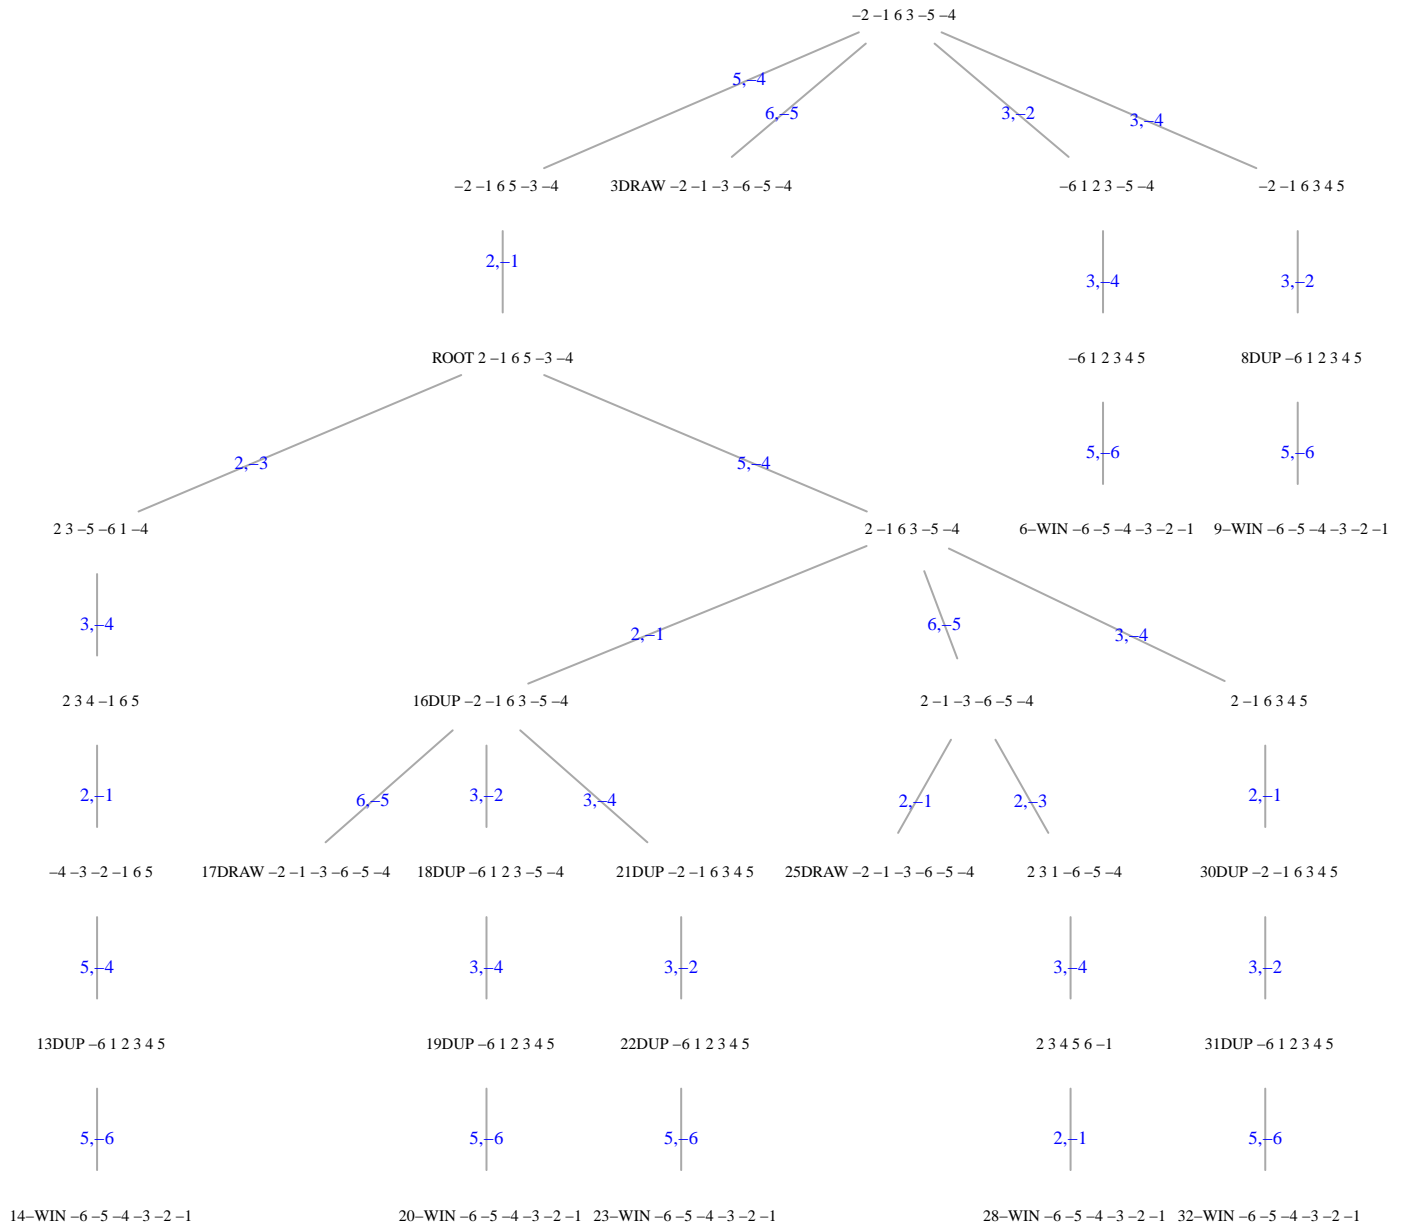 –2 –1 6 3 –5 –4
5,–4
6,–5
3,–2
3,–4
–2 –1 6 5 –3 –4
3DRAW –2 –1 –3 –6 –5 –4
–6 1 2 3 –5 –4
–2 –1 6 3 4 5
2,–1
3,–4
3,–2
ROOT 2 –1 6 5 –3 –4
–6 1 2 3 4 5
8DUP –6 1 2 3 4 5
2,–3
5,–4
5,–6
5,–6
2 3 –5 –6 1 –4
2 –1 6 3 –5 –4
6–WIN –6 –5 –4 –3 –2 –1
9–WIN –6 –5 –4 –3 –2 –1
3,–4
2,–1
6,–5
3,–4
2 3 4 –1 6 5
16DUP –2 –1 6 3 –5 –4
2 –1 –3 –6 –5 –4
2 –1 6 3 4 5
2,–1
6,–5
3,–2
3,–4
2,–1
2,–3
2,–1
–4 –3 –2 –1 6 5
17DRAW –2 –1 –3 –6 –5 –4
18DUP –6 1 2 3 –5 –4
21DUP –2 –1 6 3 4 5
25DRAW –2 –1 –3 –6 –5 –4
2 3 1 –6 –5 –4
30DUP –2 –1 6 3 4 5
5,–4
3,–4
3,–2
3,–4
3,–2
13DUP –6 1 2 3 4 5
19DUP –6 1 2 3 4 5
22DUP –6 1 2 3 4 5
2 3 4 5 6 –1
31DUP –6 1 2 3 4 5
5,–6
5,–6
5,–6
2,–1
5,–6
14–WIN –6 –5 –4 –3 –2 –1
20–WIN –6 –5 –4 –3 –2 –1
23–WIN –6 –5 –4 –3 –2 –1
28–WIN –6 –5 –4 –3 –2 –1
32–WIN –6 –5 –4 –3 –2 –1